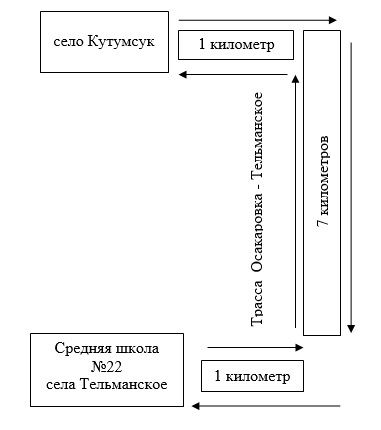 село Кутумсук
1 километр
Трасса Осакаровка - Тельманское
7 километров
Средняя школа
№22
села Тельманское
1 километр